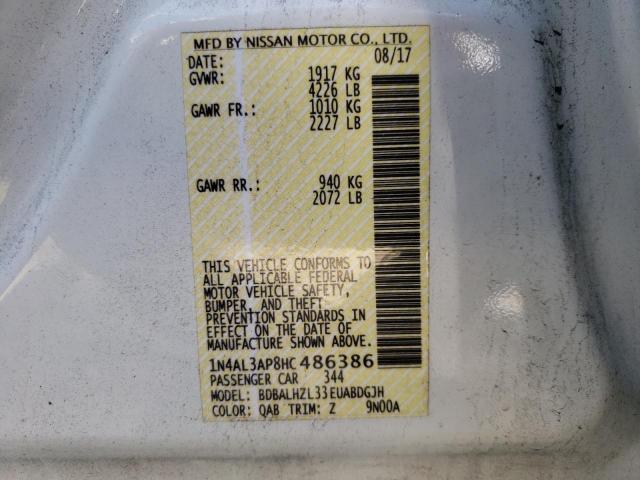 MFD BY NISSAN MOTOR CO., LTD.
DATE: 08/17
GVWR: 1917 KG
4226 LB
GAWR FR.: 1010 KG
2227 LB
GAWR RR.: 940 KG
2072 LB
THIS VEHICLE CONFORMS TO
ALL APPLICABLE FEDERAL
MOTOR VEHICLE SAFETY,
BUMPER, AND THEFT
PREVENTION STANDARDS IN
EFFECT ON THE DATE OF
MANUFACTURE SHOWN ABOVE.
1N4AL3AP8HC 486386
PASSENGER CAR 344
MODEL: BDBALHZL33EUABDGJH
COLOR: QAB TRIM: Z 9N00A